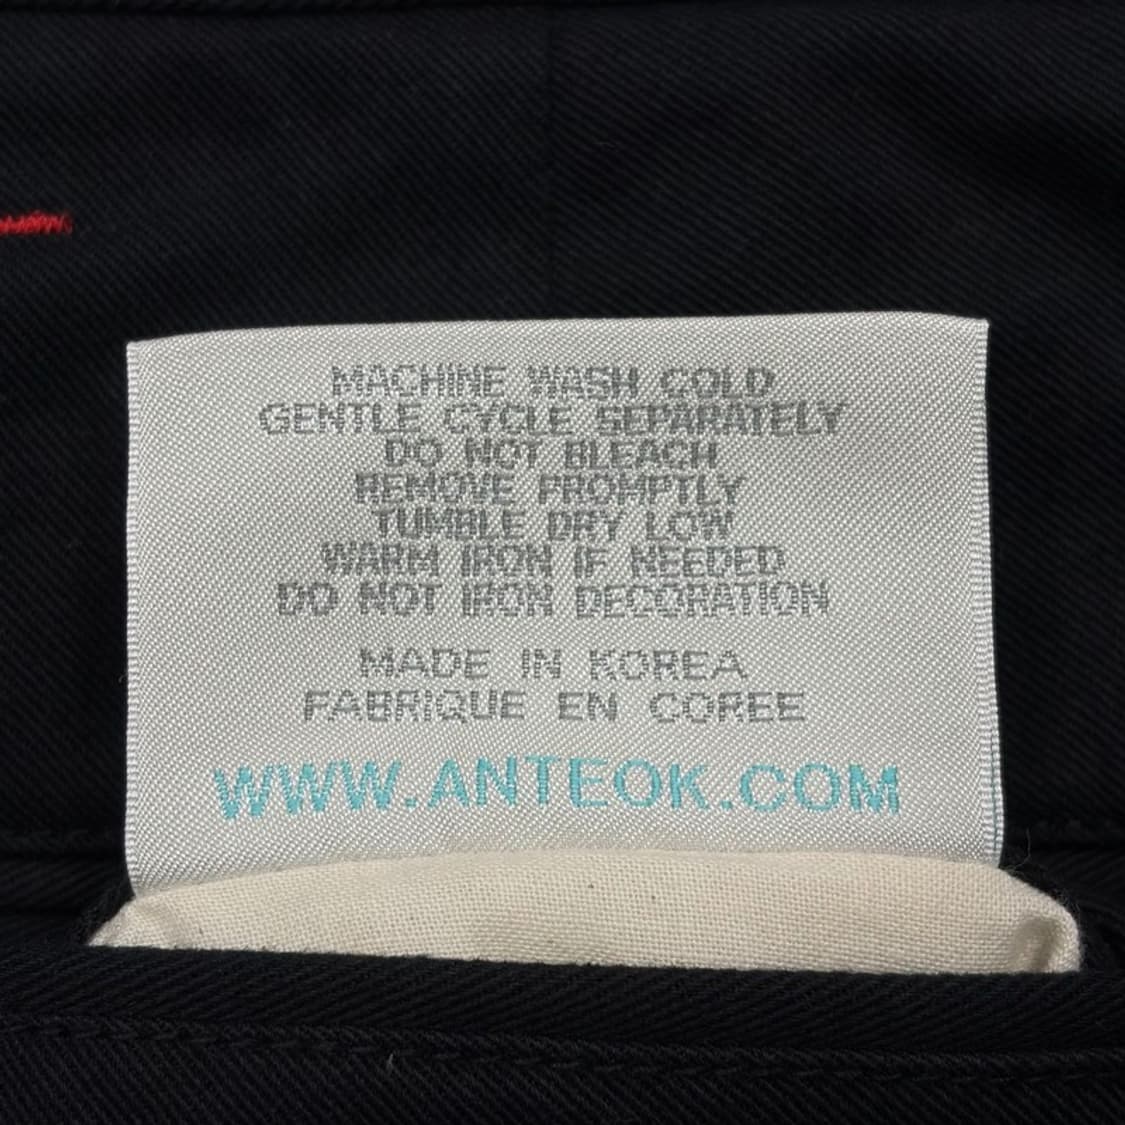 MACHINE WASH COLD
GENTLE CYCLE SEPARATELY
DO NOT BLEACH
REMOVE PROMPTLY
TUMBLE DRY LOW
WARM IRON IF NEEDED
DO NOT IRON DECORATION
MADE IN KOREA
FABRIQUE EN COREE
WWW.ANTEOK.COM